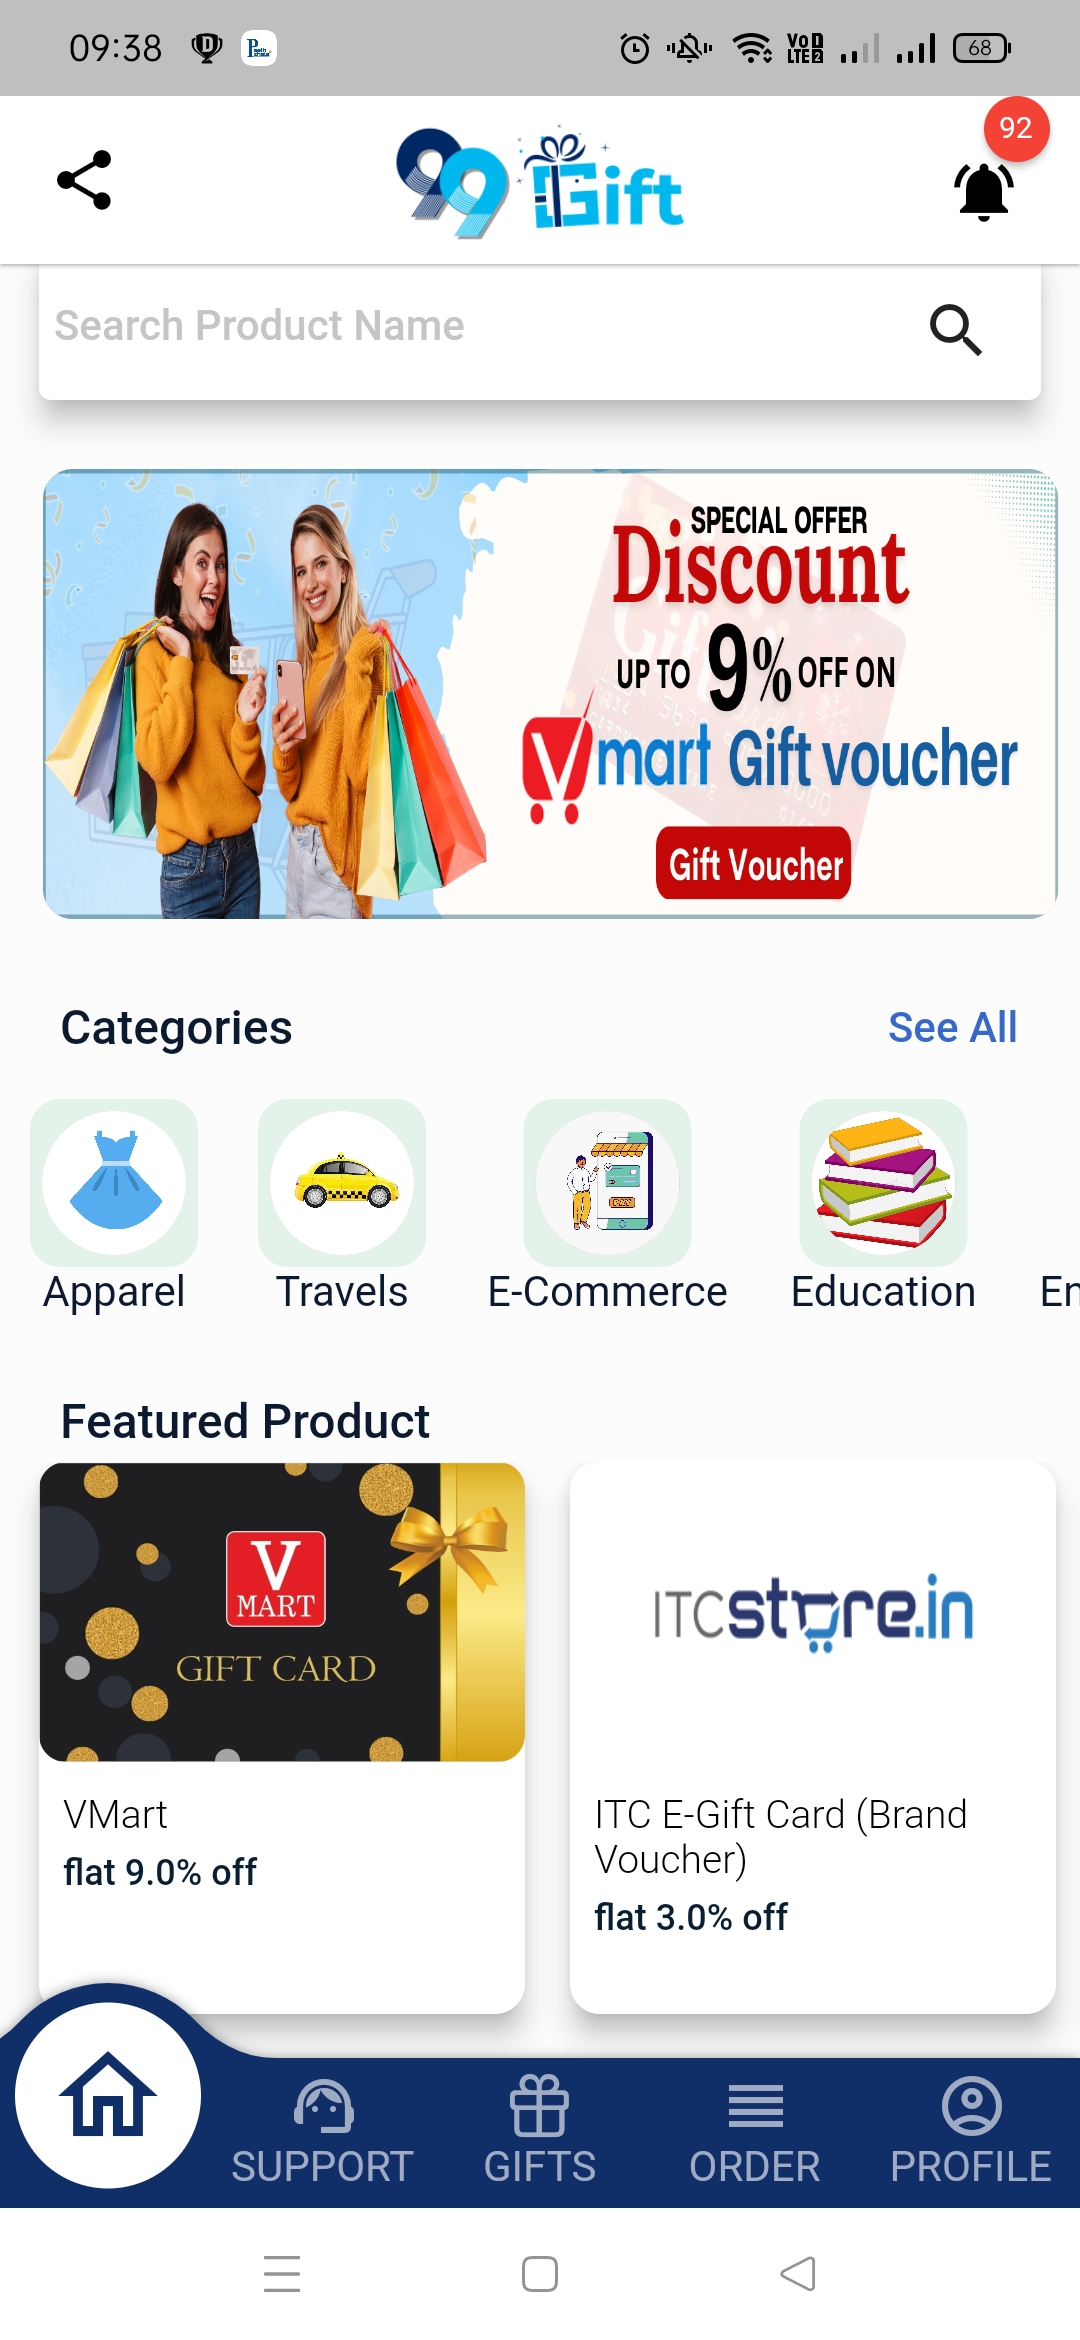 09:38
VoD
LTE2
68
92
99 Gift
Search Product Name
SPECIAL OFFER
Discount
UP TO 9% OFF ON
Vmart Gift voucher
Gift Voucher
Categories
See All
Apparel
Travels
E-Commerce
Education
En
Featured Product
V
MART
GIFT CARD
ITCstore.in
VMart
flat 9.0% off
ITC E-Gift Card (Brand
Voucher)
flat 3.0% off
SUPPORT
GIFTS
ORDER
PROFILE